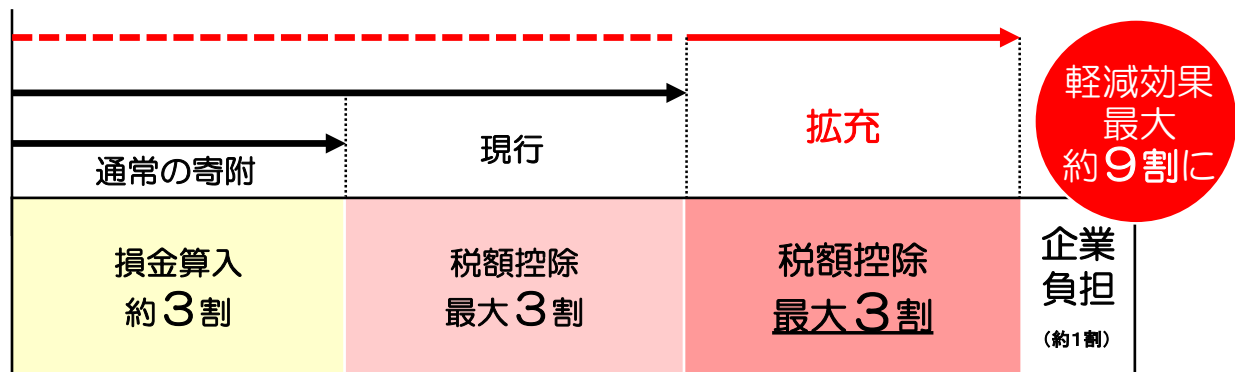 通常の寄附
現行
拡充
軽減効果
最大
約９割に
損金算入
約３割
税額控除
最大３割
税額控除
最大３割
企業
負担
（約1割）